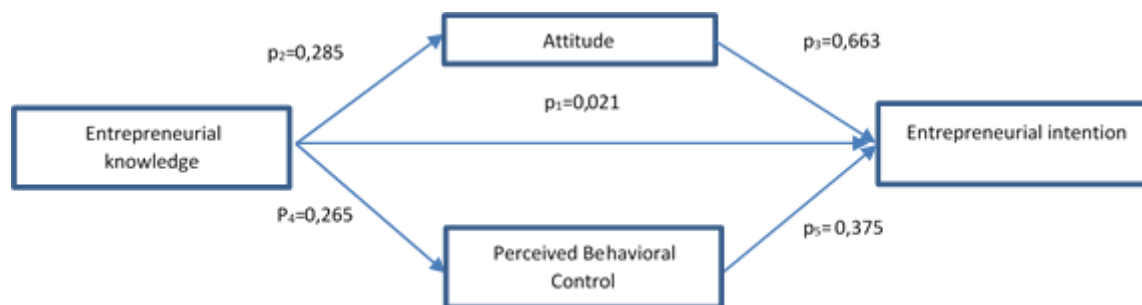 Attitude
p₂=0,285
p₃=0,663
p₁=0,021
Entrepreneurial
knowledge
Entrepreneurial intention
P₄=0,265
p₅= 0,375
Perceived Behavioral
Control